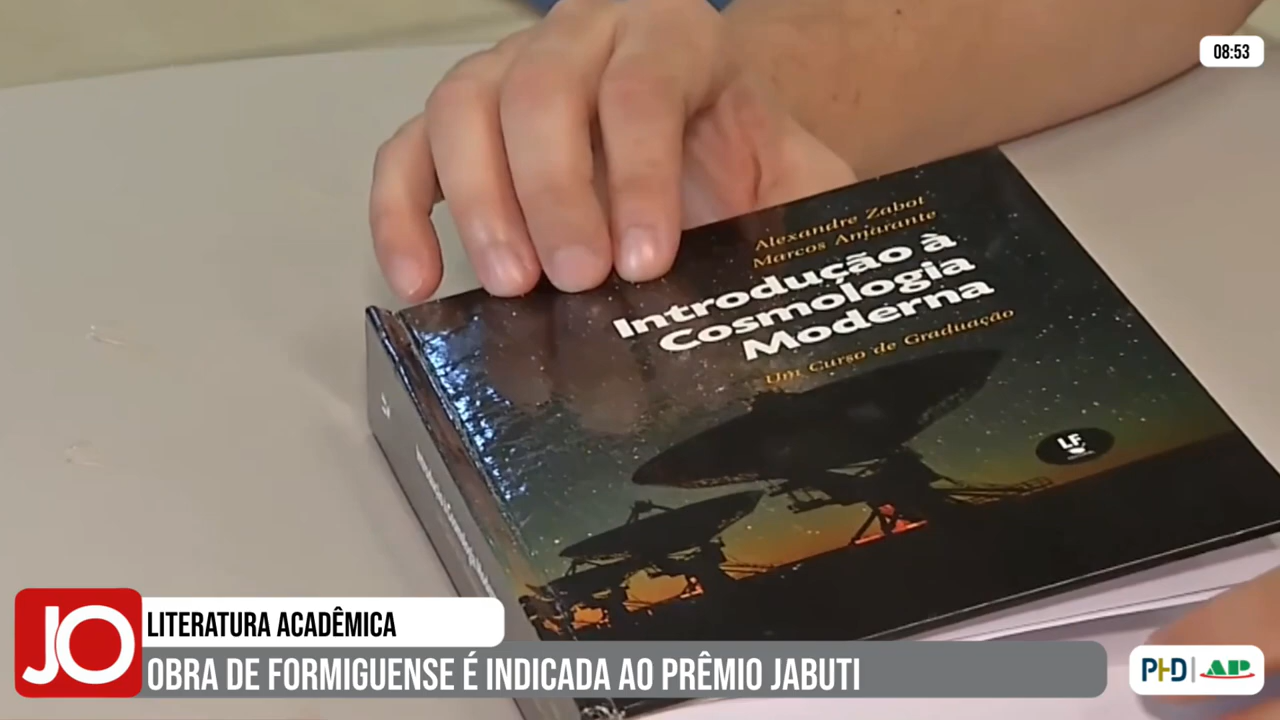 08:53
Alexandre Zabot
Marcos Anjarante
Introdução à
Cosmologia
Moderna
Um Curso de Graduação
LF
JO
LITERATURA ACADÊMICA
OBRA DE FORMIGUENSE É INDICADA AO PRÊMIO JABUTI
PHD | AP